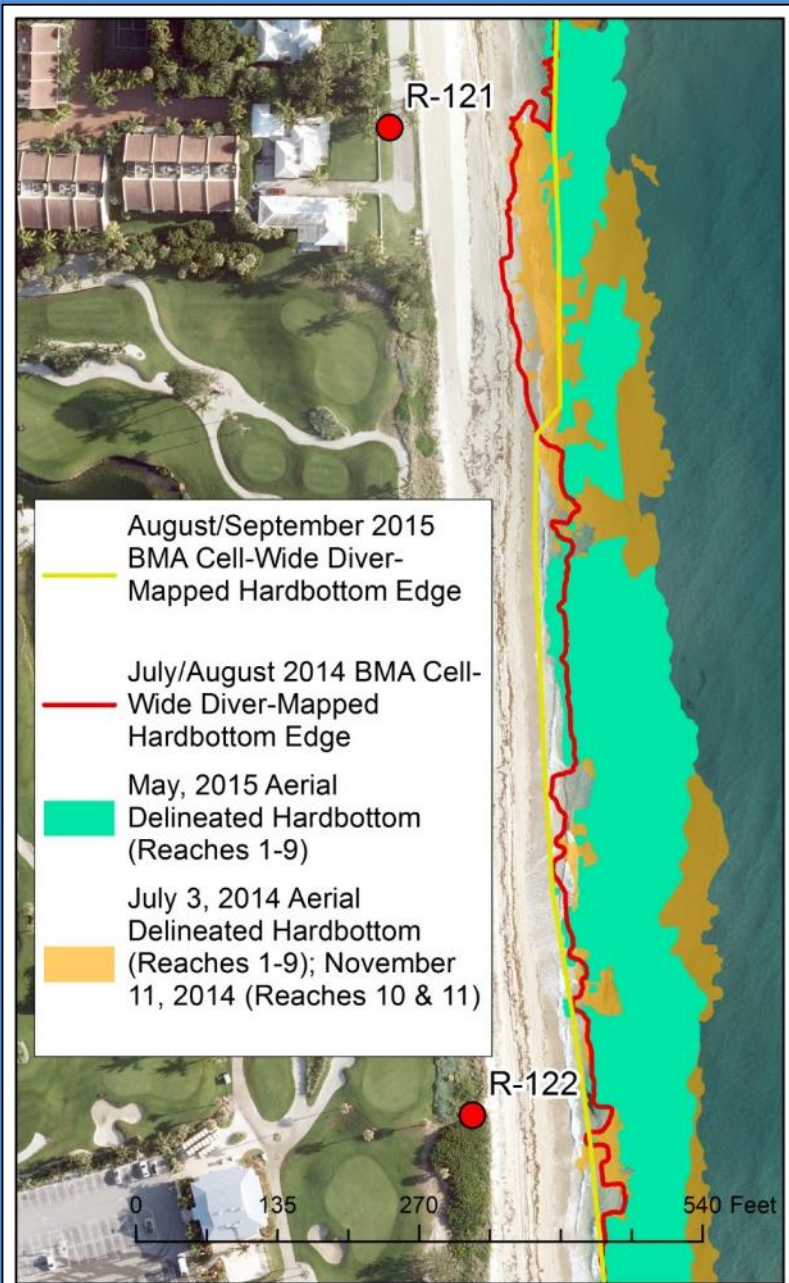 R-121
August/September 2015
BMA Cell-Wide Diver-
Mapped Hardbottom Edge
July/August 2014 BMA Cell-
Wide Diver-Mapped
Hardbottom Edge
May, 2015 Aerial
Delineated Hardbottom
(Reaches 1-9)
July 3, 2014 Aerial
Delineated Hardbottom
(Reaches 1-9); November
11, 2014 (Reaches 10 & 11)
R-122
0 135 270 540 Feet